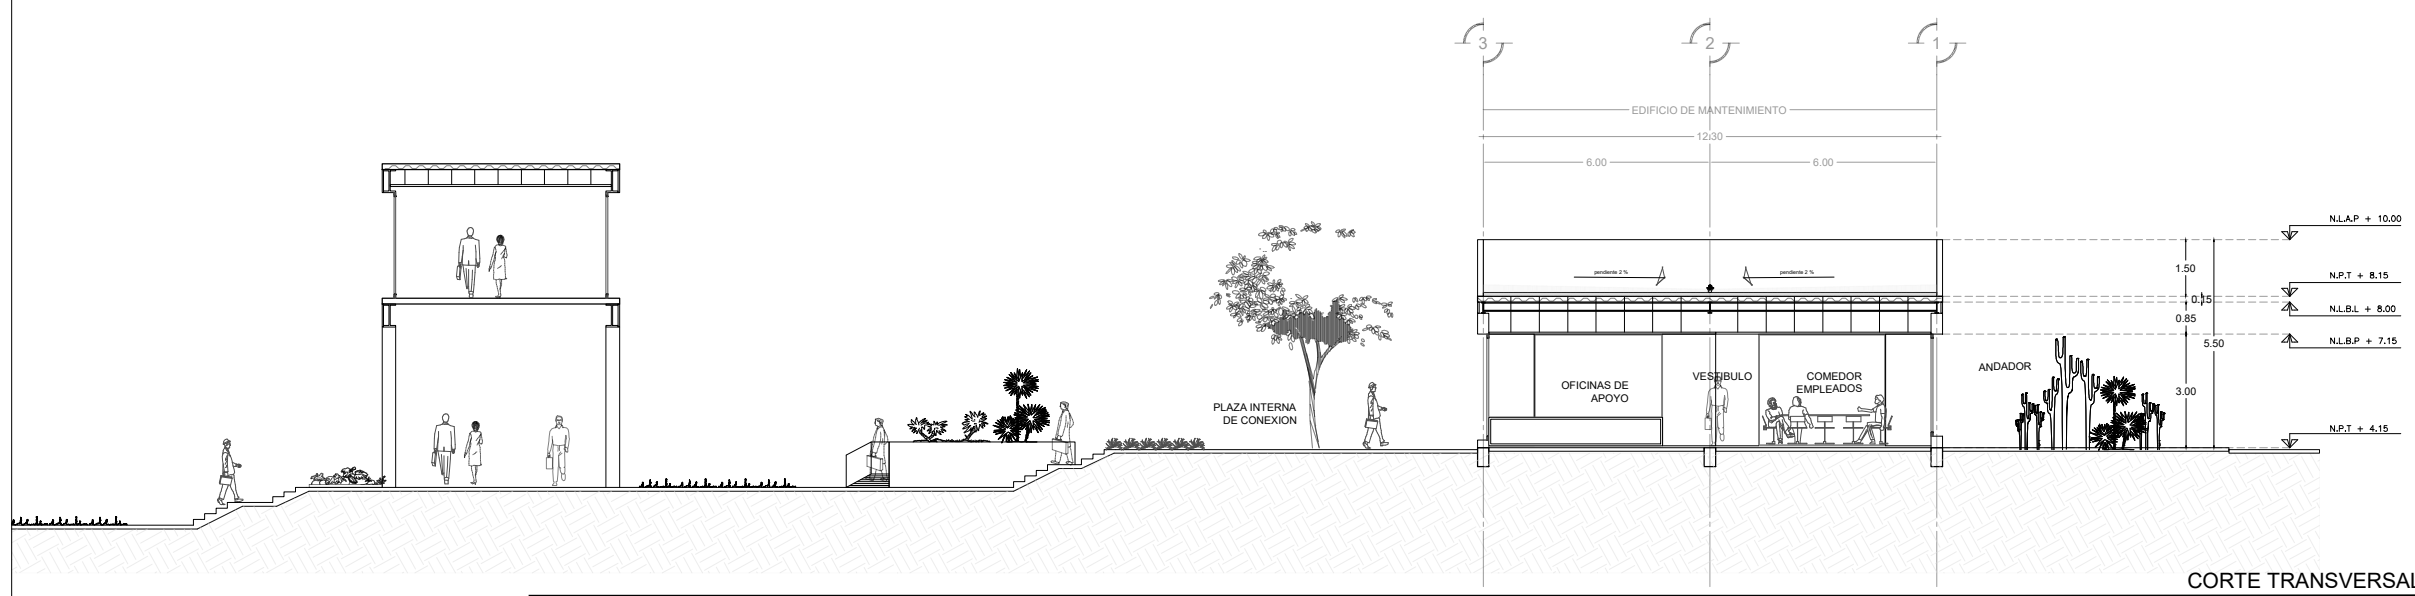 3 2 1
EDIFICIO DE MANTENIMIENTO
12.30
6.00 6.00
N.L.A.P + 10.00
pendiente 2 % pendiente 2 %
1.50
N.P.T + 8.15
0.15
N.L.B.L + 8.00
0.85
5.50
N.L.B.P + 7.15
ANDADOR
OFICINAS DE
APOYO
VESTIBULO
COMEDOR
EMPLEADOS
3.00
PLAZA INTERNA
DE CONEXION
N.P.T + 4.15
CORTE TRANSVERSAL